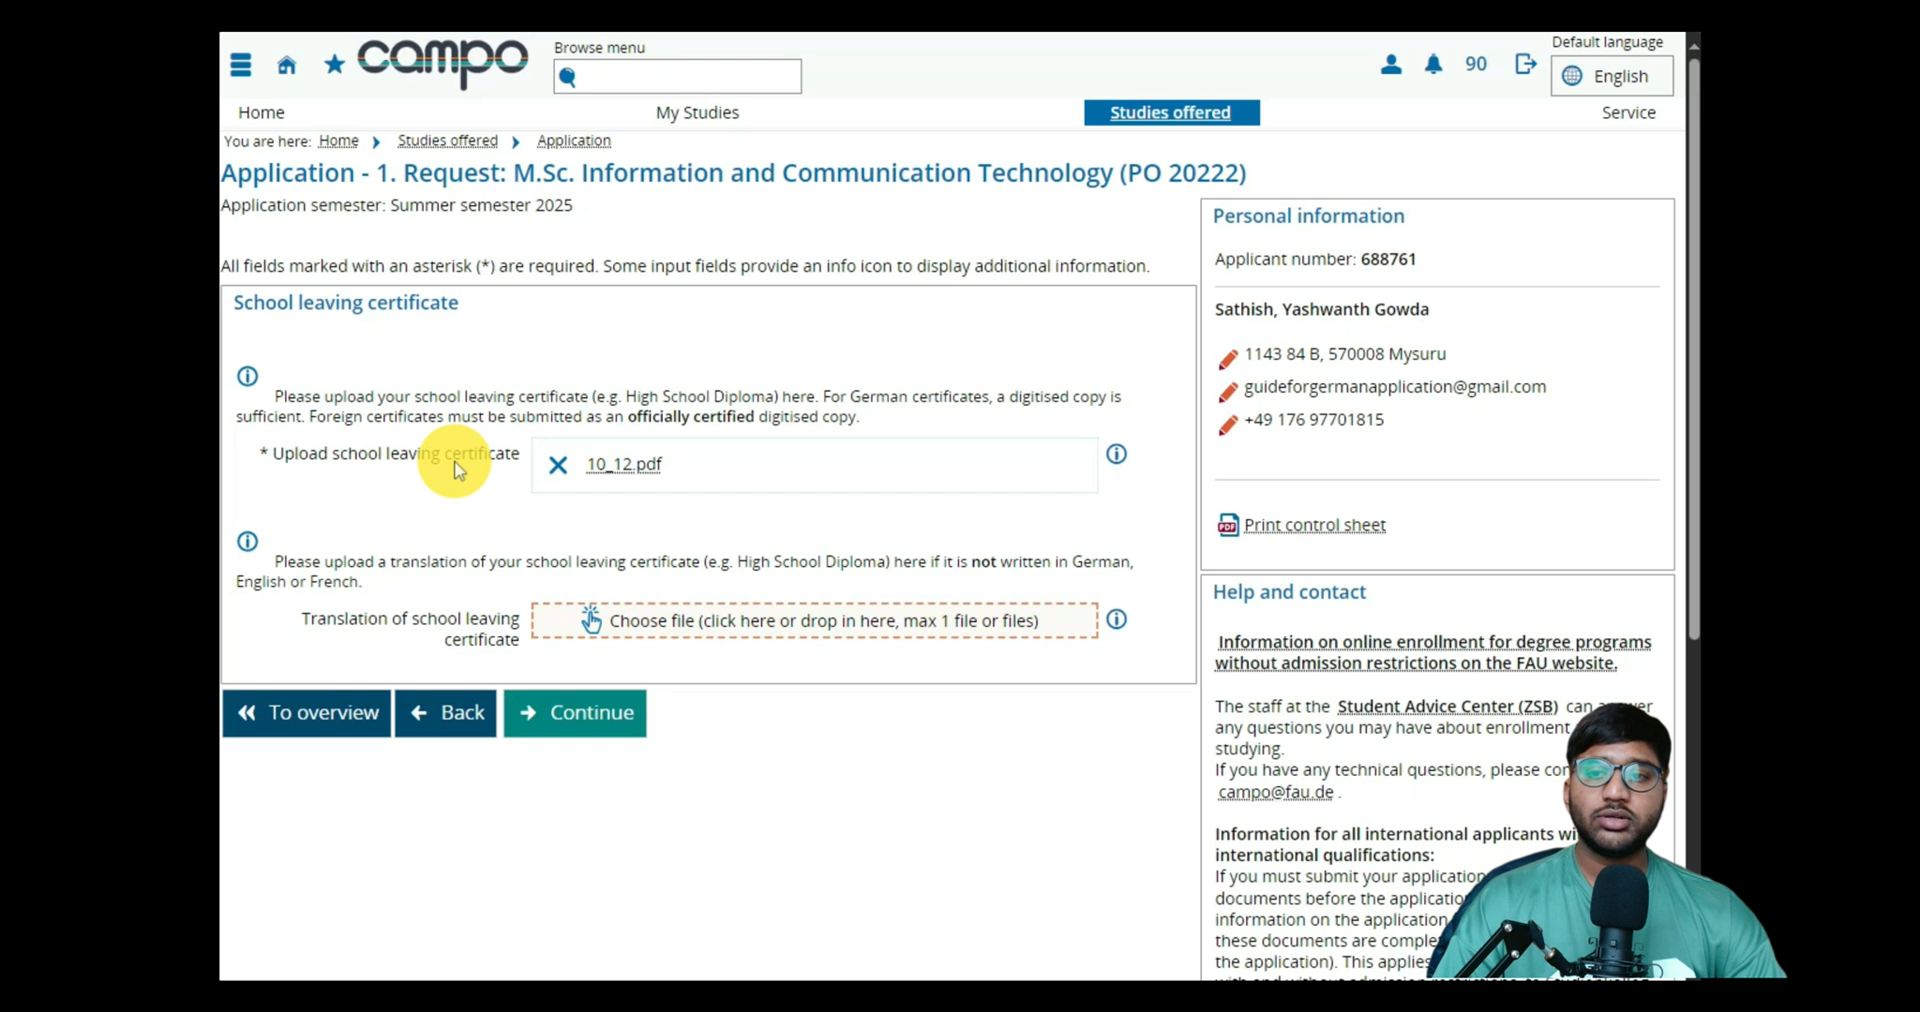 campo
Browse menu
90
Default language
English
Home
My Studies
Studies offered
Service
You are here: Home
Studies offered
Application
Application - 1. Request: M.Sc. Information and Communication Technology (PO 20222)
Application semester: Summer semester 2025
All fields marked with an asterisk (*) are required. Some input fields provide an info icon to display additional information.
School leaving certificate
Please upload your school leaving certificate (e.g. High School Diploma) here. For German certificates, a digitised copy is
sufficient. Foreign certificates must be submitted as an officially certified digitised copy.
* Upload school leaving certificate
10_12.pdf
Please upload a translation of your school leaving certificate (e.g. High School Diploma) here if it is not written in German,
English or French.
Translation of school leaving
certificate
Choose file (click here or drop in here, max 1 file or files)
To overview
Back
Continue
Personal information
Applicant number: 688761
Sathish, Yashwanth Gowda
1143 84 B, 570008 Mysuru
guideforgermanapplication@gmail.com
+49 176 97701815
PDF
Print control sheet
Help and contact
Information on online enrollment for degree programs
without admission restrictions on the FAU website.
The staff at the Student Advice Center (ZSB)
any questions you may have about enrollment
studying.
If you have any technical questions, please
campo@fau.de .
Information for all international applicants
international qualifications:
If you must submit your application
documents before the
information on the application
these documents are
the application). This applies